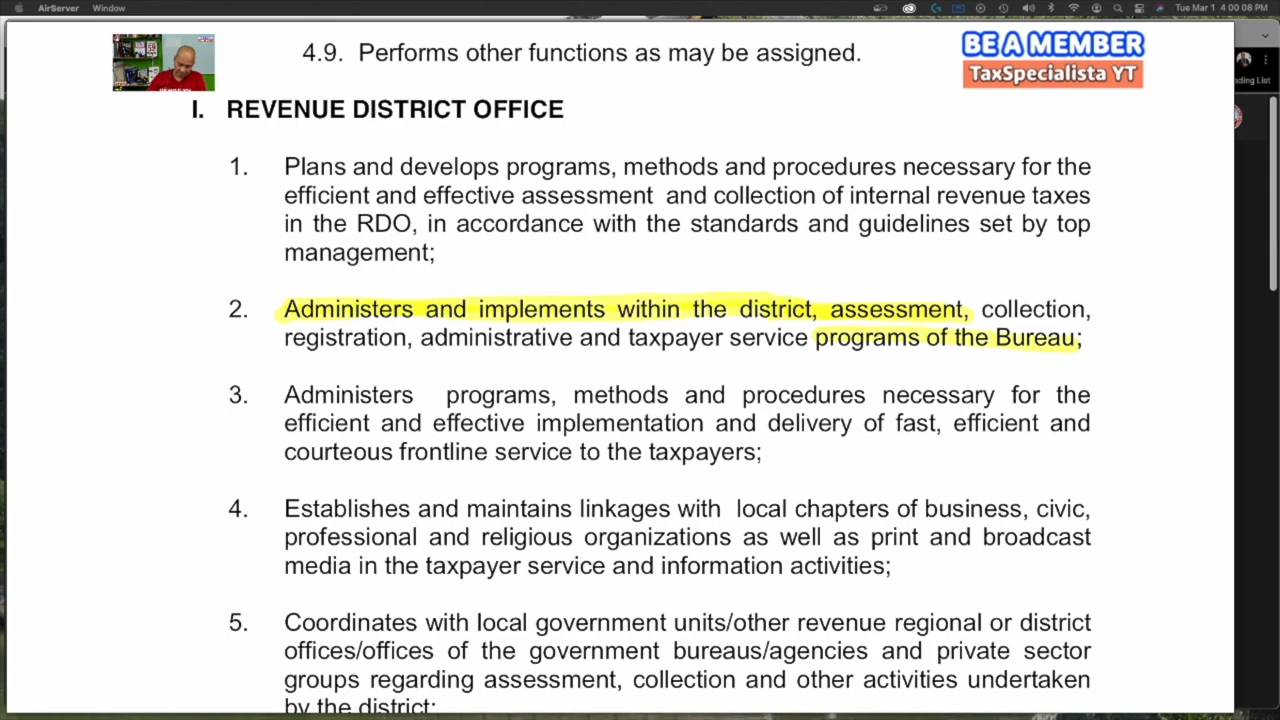 AirServer Window
Tue Mar 1 4 00 08 PM
4.9. Performs other functions as may be assigned.
BE A MEMBER
TaxSpecialista YT
ding List
I. REVENUE DISTRICT OFFICE
1. Plans and develops programs, methods and procedures necessary for the
efficient and effective assessment and collection of internal revenue taxes
in the RDO, in accordance with the standards and guidelines set by top
management;
2. Administers and implements within the district, assessment, collection,
registration, administrative and taxpayer service programs of the Bureau;
3. Administers programs, methods and procedures necessary for the
efficient and effective implementation and delivery of fast, efficient and
courteous frontline service to the taxpayers;
4. Establishes and maintains linkages with local chapters of business, civic,
professional and religious organizations as well as print and broadcast
media in the taxpayer service and information activities;
5. Coordinates with local government units/other revenue regional or district
offices/offices of the government bureaus/agencies and private sector
groups regarding assessment, collection and other activities undertaken
by the district;